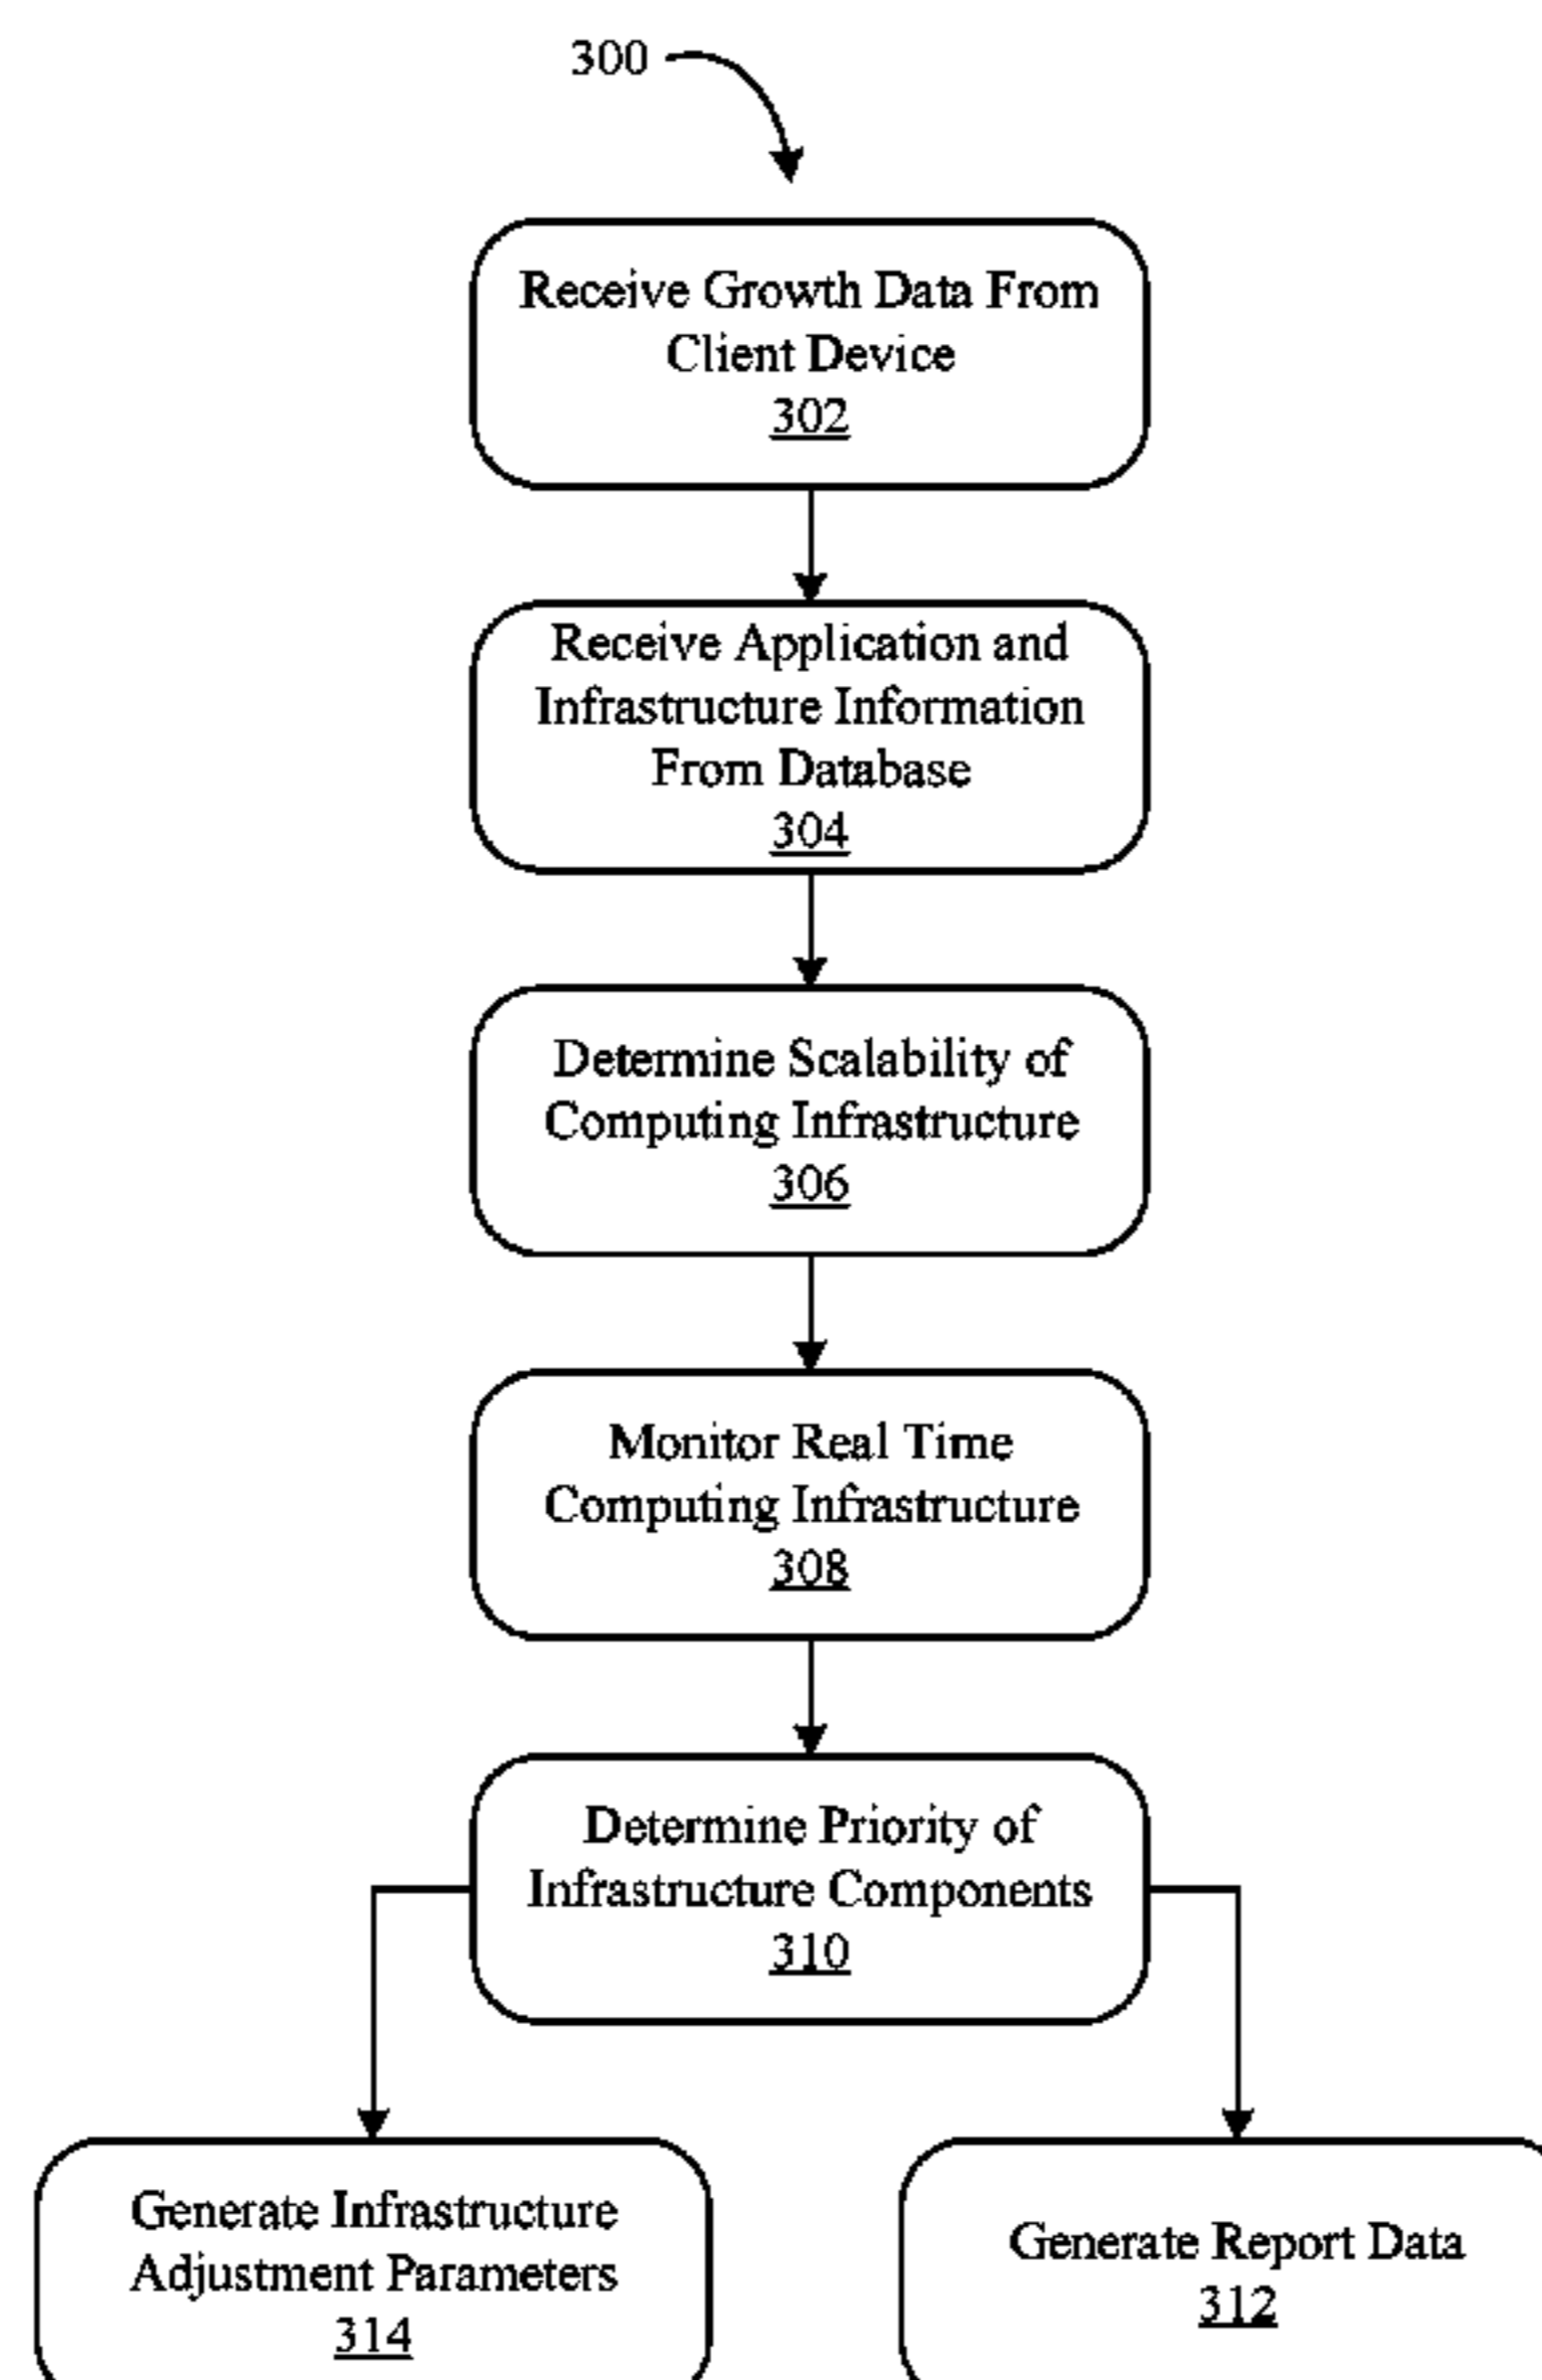 300
Receive Growth Data From
Client Device
302
Receive Application and
Infrastructure Information
From Database
304
Determine Scalability of
Computing Infrastructure
306
Monitor Real Time
Computing Infrastructure
308
Determine Priority of
Infrastructure Components
310
Generate Infrastructure
Adjustment Parameters
314
Generate Report Data
312